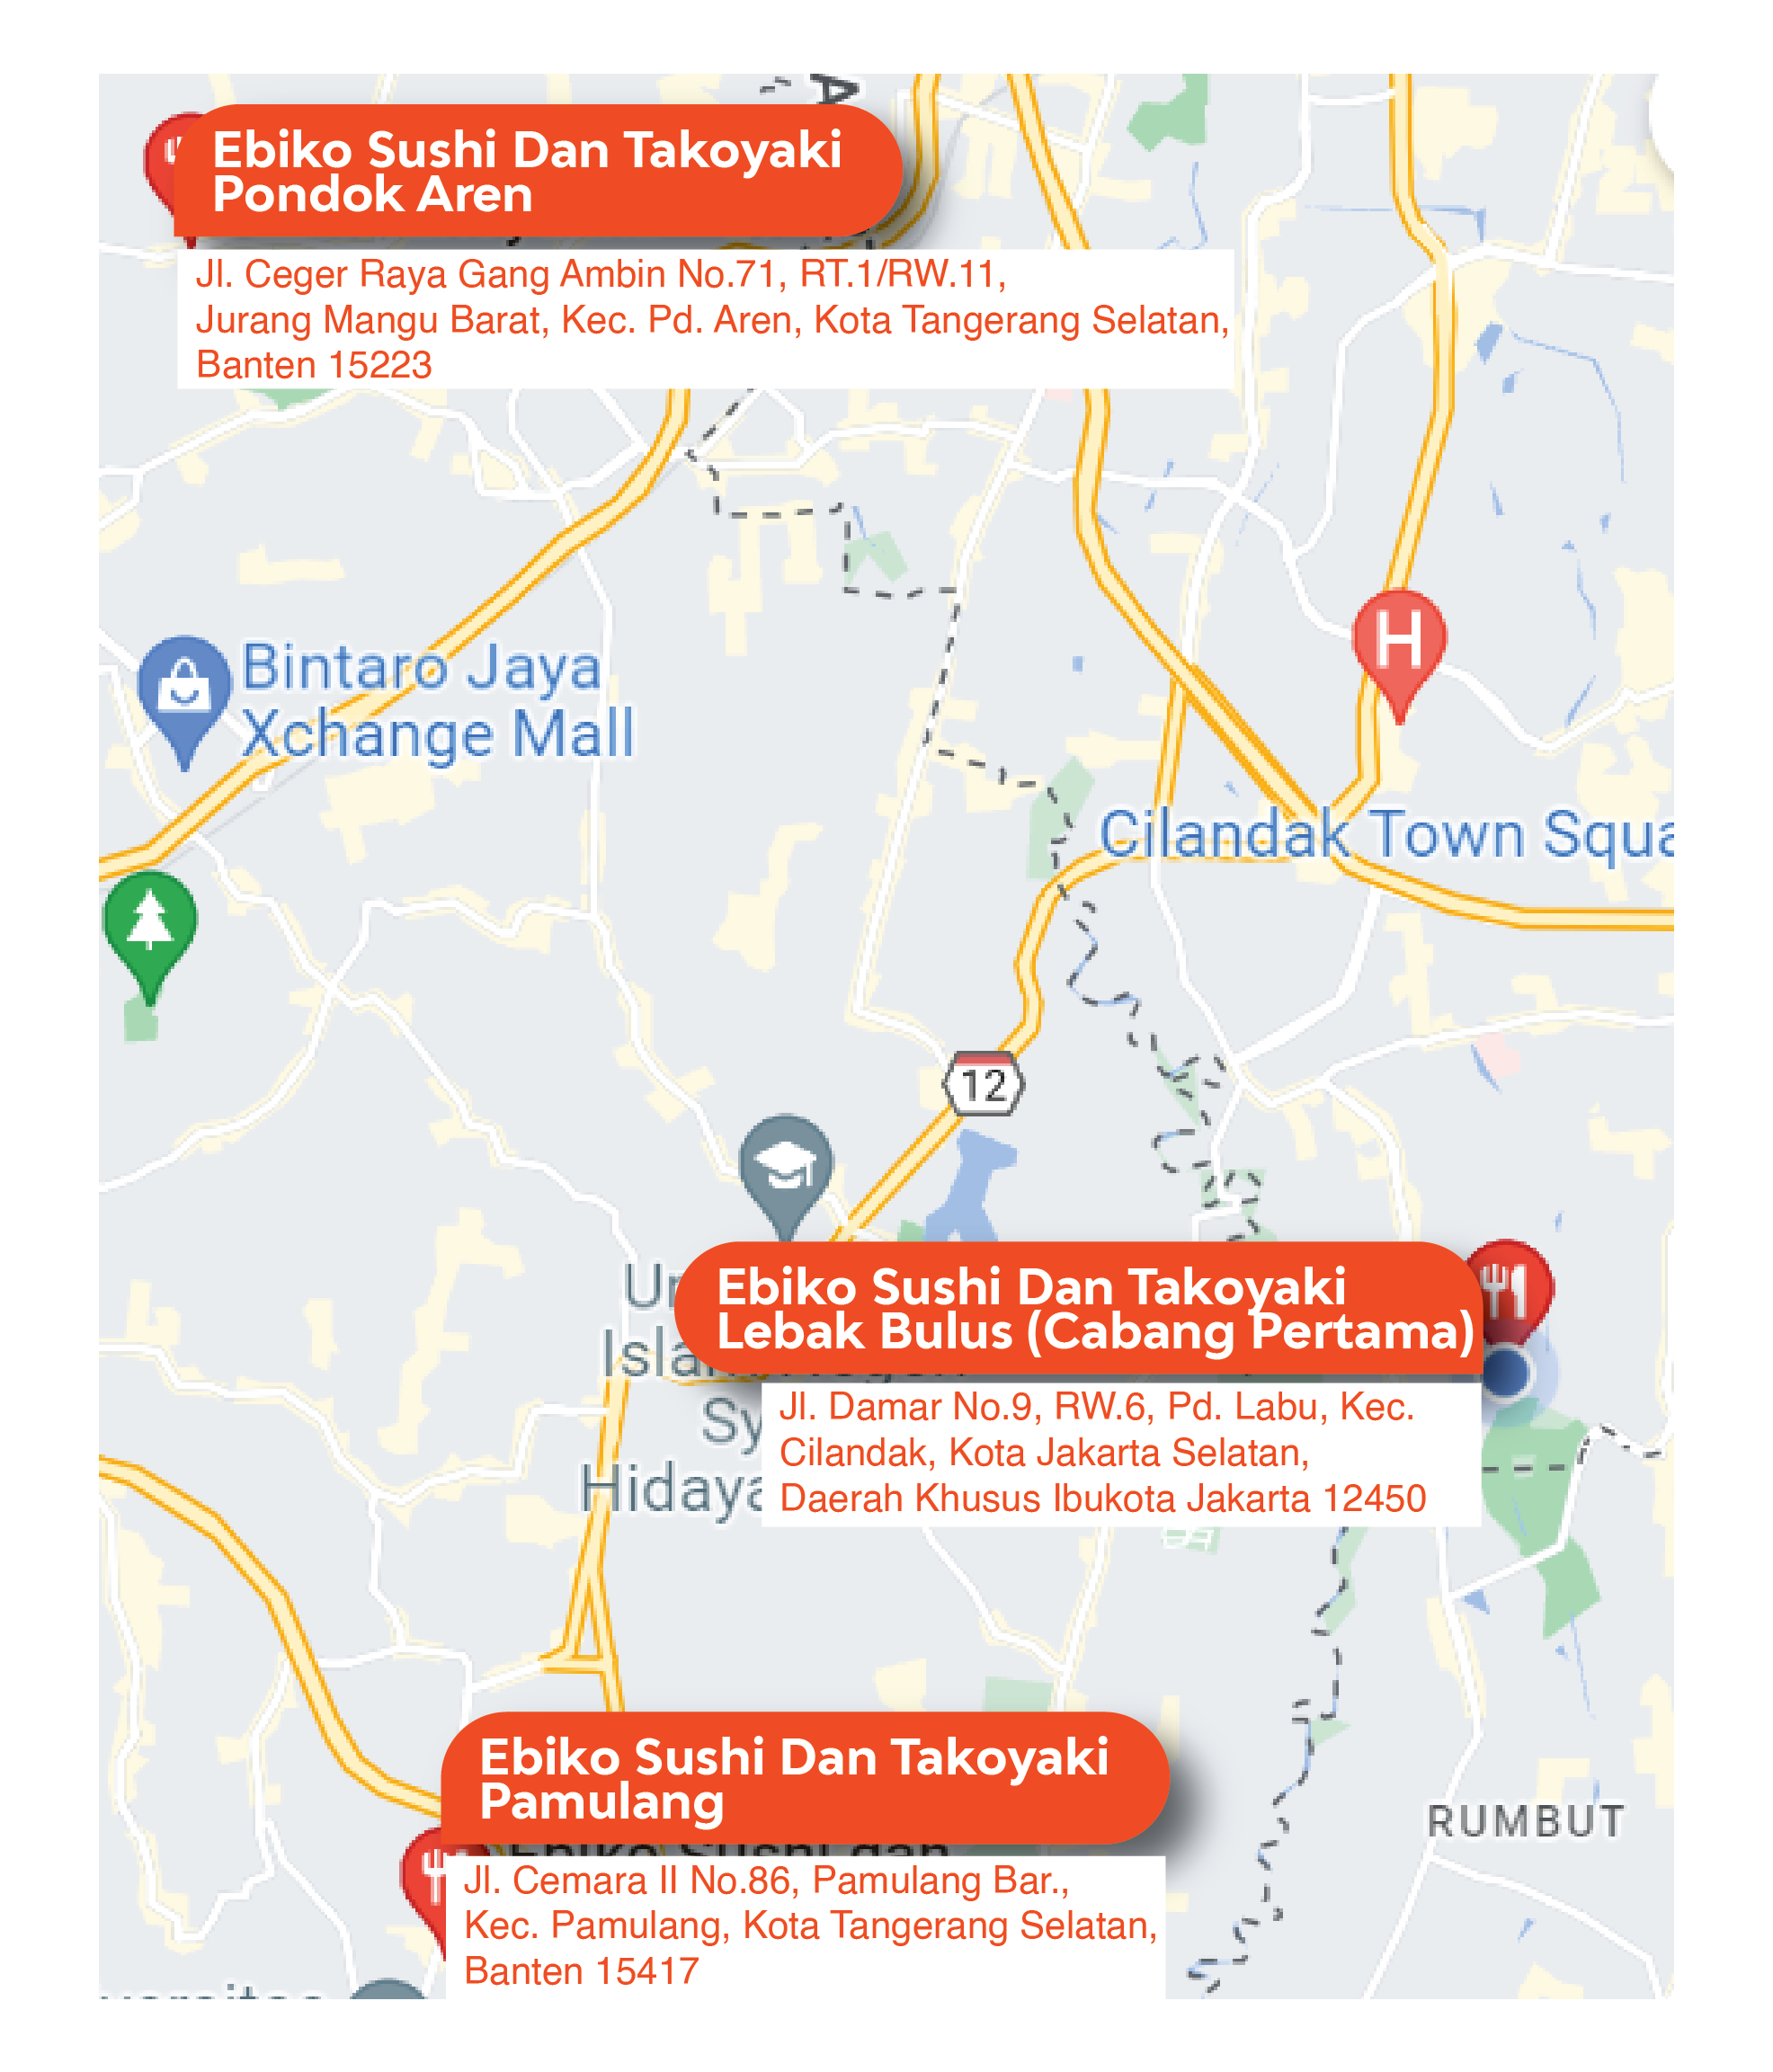 Ebiko Sushi Dan Takoyaki
Pondok Aren
Jl. Ceger Raya Gang Ambin No.71, RT.1/RW.11,
Jurang Mangu Barat, Kec. Pd. Aren, Kota Tangerang Selatan,
Banten 15223
Bintaro Jaya
Xchange Mall
H
Cilandak Town Squa
12
Ebiko Sushi Dan Takoyaki
Lebak Bulus (Cabang Pertama)
Jl. Damar No.9, RW.6, Pd. Labu, Kec.
Cilandak, Kota Jakarta Selatan,
Daerah Khusus Ibukota Jakarta 12450
Sy
Hidaya
Ebiko Sushi Dan Takoyaki
Pamulang
RUMBUT
Ebiko Sushi dan
Jl. Cemara II No.86, Pamulang Bar.,
Kec. Pamulang, Kota Tangerang Selatan,
Banten 15417